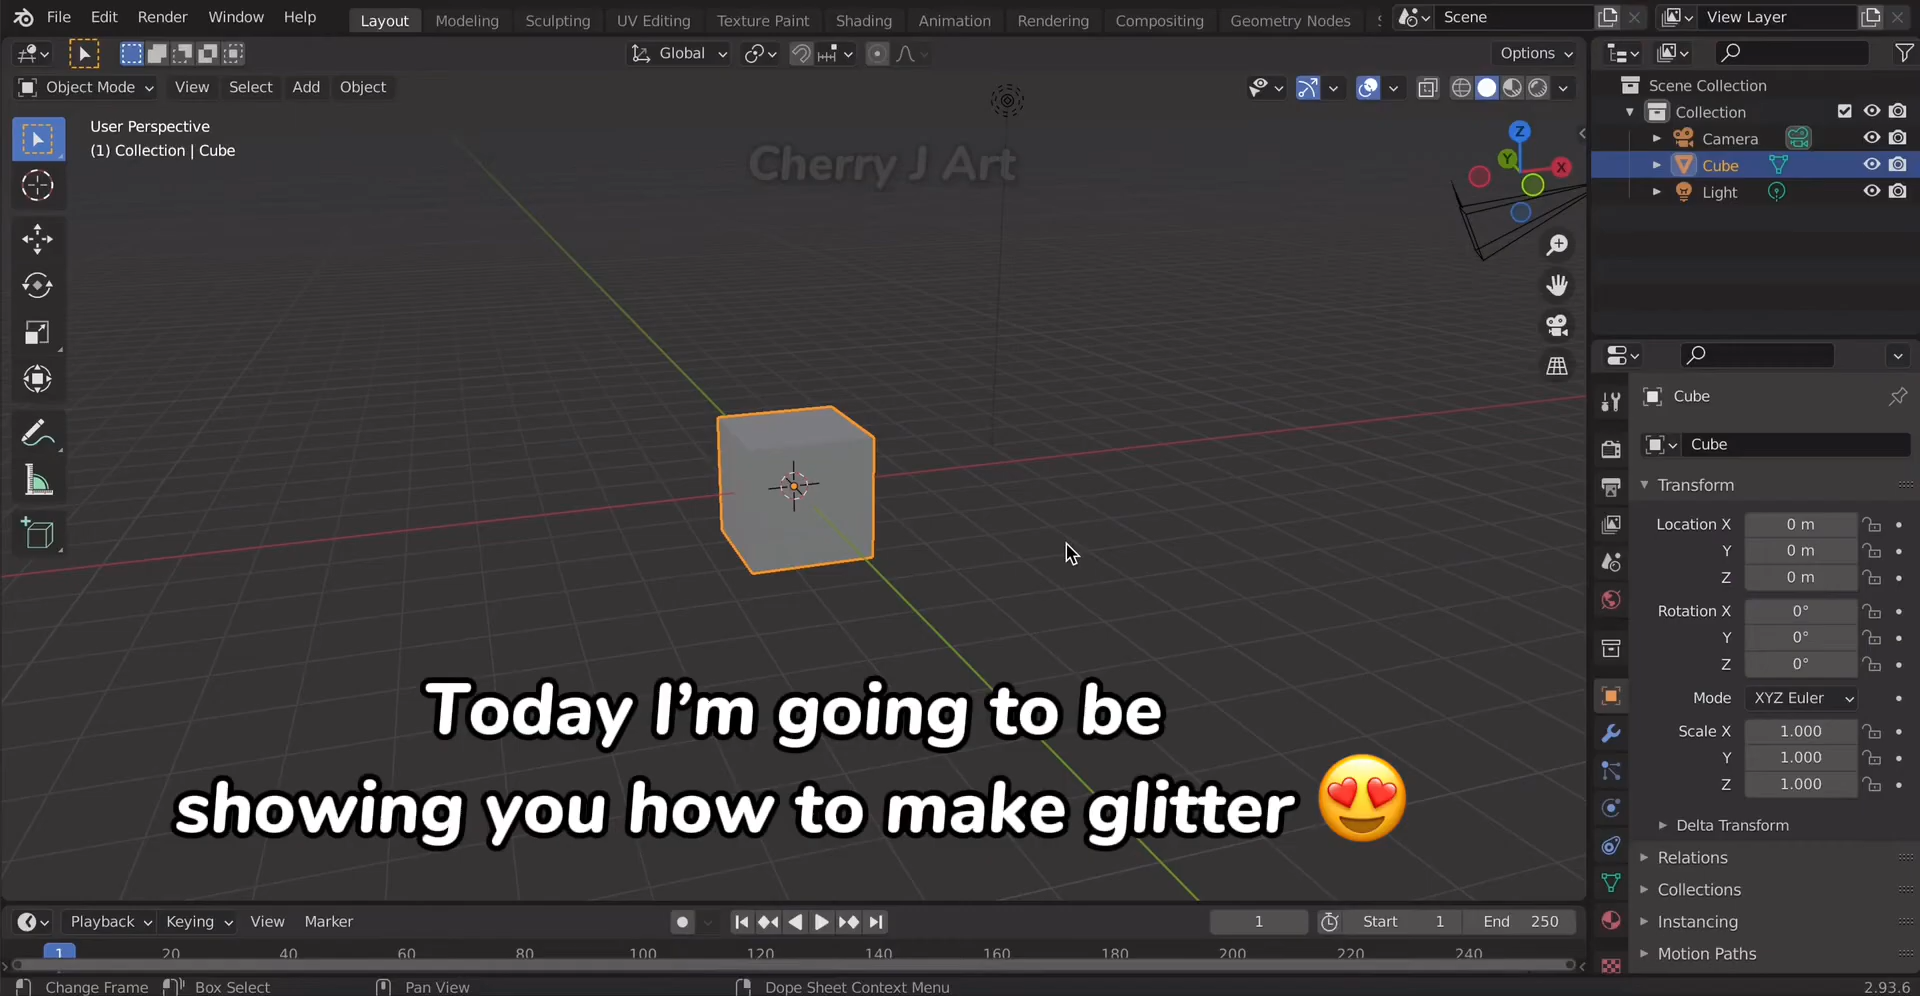 File Edit Render Window Help Layout Modeling Sculpting UV Editing Texture Paint Shading Animation Rendering Compositing Geometry Nodes Scene View Layer
Global Options
Object Mode View Select Add Object
User Perspective
(1) Collection | Cube
Cherry J Art
Z
Y
X
Scene Collection
Collection
Camera
Cube
Light
Cube
Cube
Transform
Location X 0 m
Y 0 m
Z 0 m
Rotation X 0°
Y 0°
Z 0°
Mode XYZ Euler
Scale X 1.000
Y 1.000
Z 1.000
Delta Transform
Relations
Collections
Instancing
Motion Paths
Today I'm going to be
showing you how to make glitter
Playback Keying View Marker 1 Start 1 End 250
1 20 40 60 80 100 120 140 160 180 200 220 240
Change Frame Box Select Pan View Dope Sheet Context Menu 2.93.6